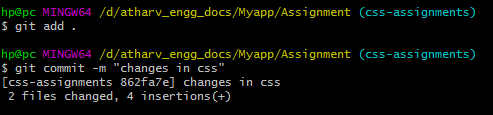 hp@pc MINGW64 /d/atharv_engg_docs/Myapp/Assignment (css-assignments)
$ git add .
hp@pc MINGW64 /d/atharv_engg_docs/Myapp/Assignment (css-assignments)
$ git commit -m "changes in css"
[css-assignments 862fa7e] changes in css
 2 files changed, 4 insertions(+)